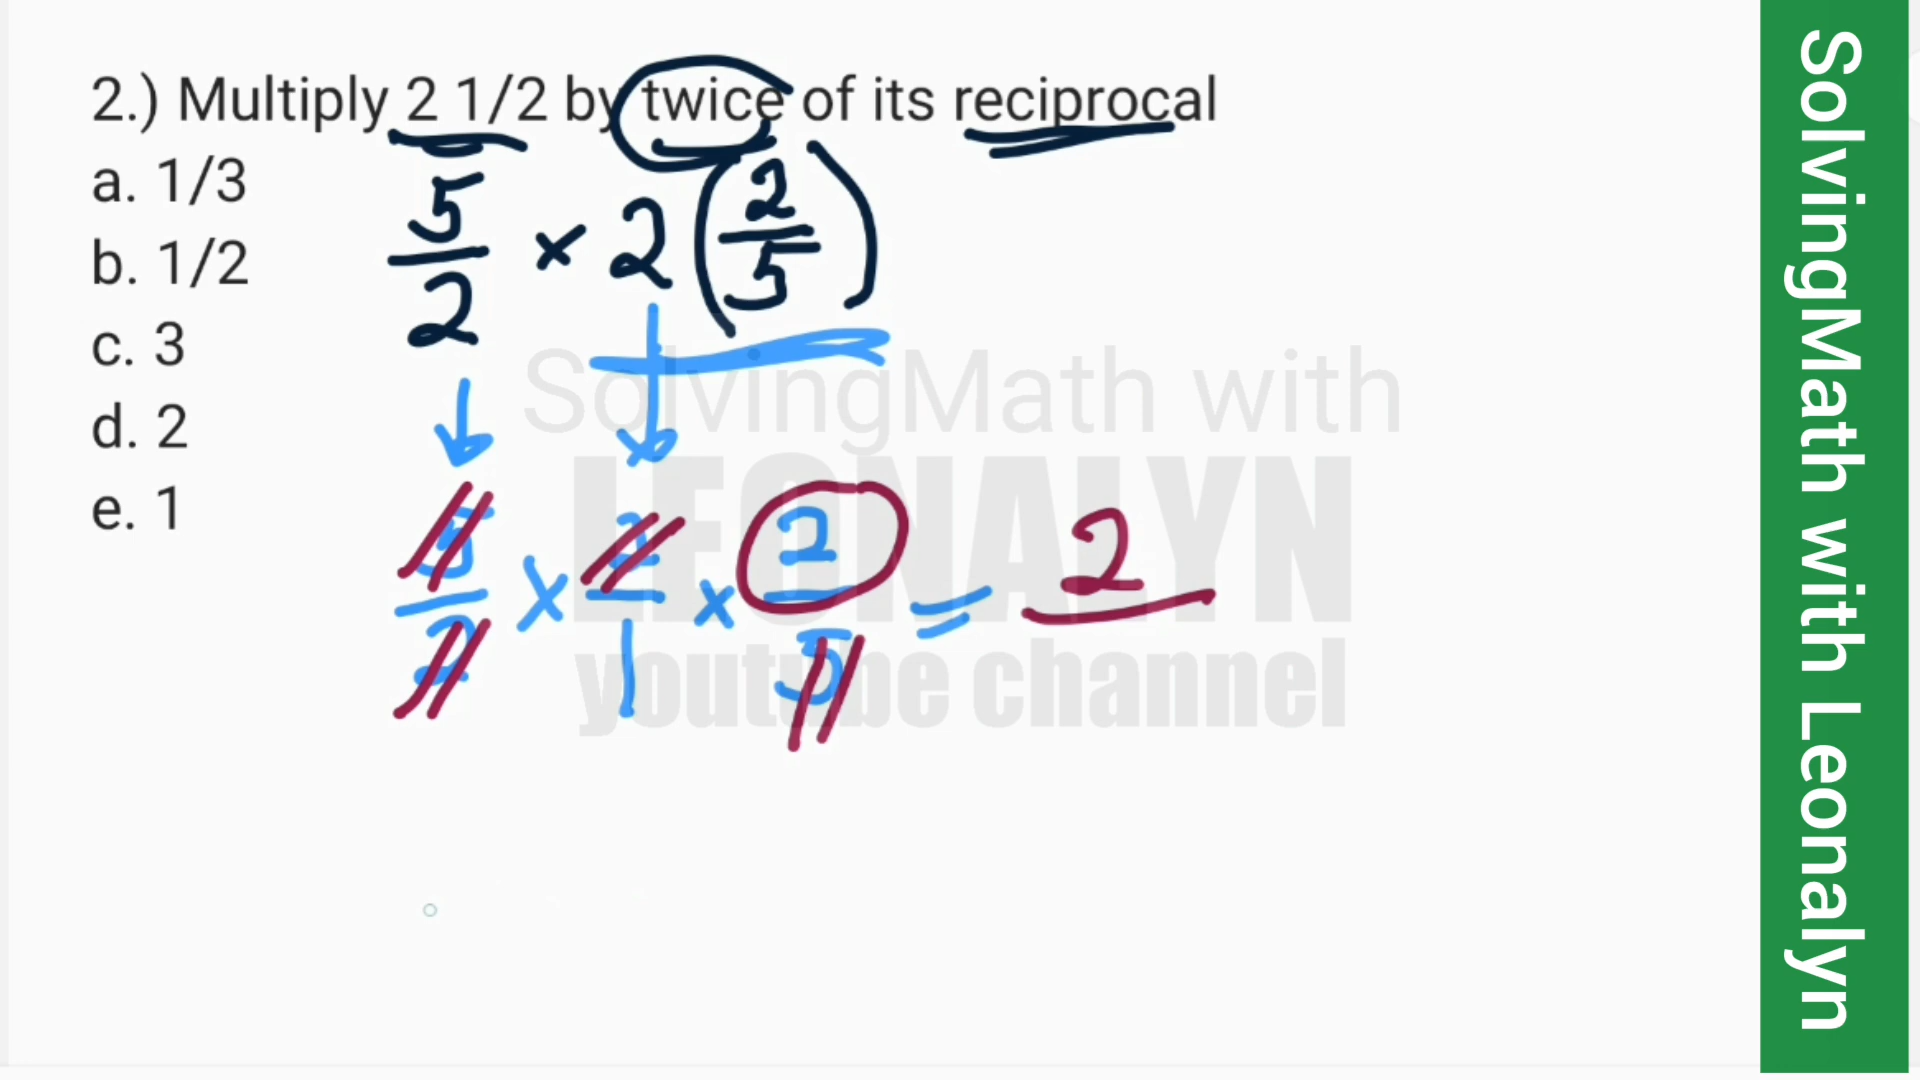 2.) Multiply 2 1/2 by twice of its reciprocal
a. 1/3
b. 1/2
c. 3
d. 2
e. 1
5/2 × 2 (2/5)
5/2 × 2/1 × 2/5 = 2
SolvingMath with
LEONALYN
youtube channel
SolvingMath with Leonalyn